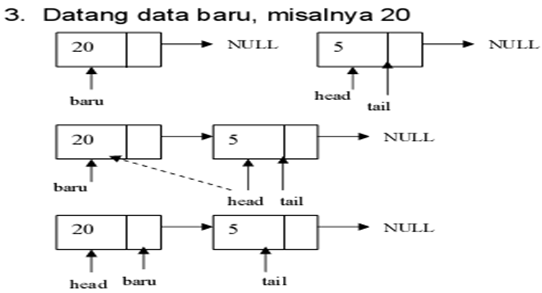 3. Datang data baru, misalnya 20
20 NULL 5 NULL
baru head tail
20 5 NULL
baru head tail
20 5 NULL
head baru tail